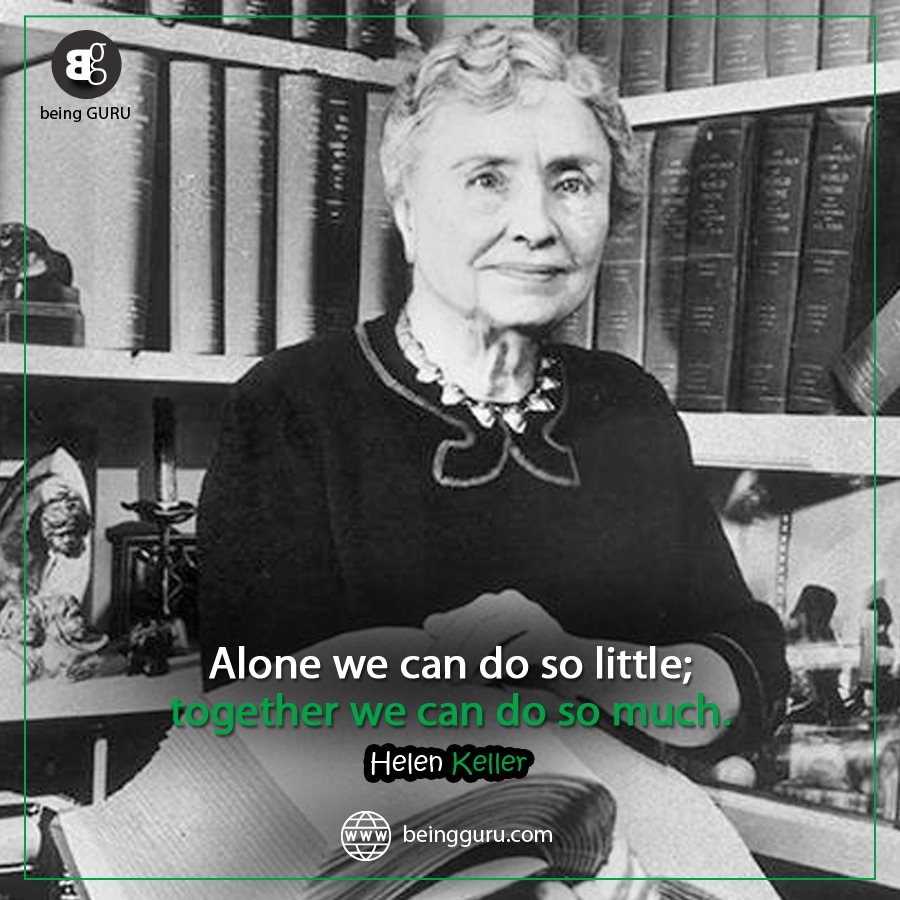 Bg
being GURU
Alone we can do so little;
together we can do so much.
Helen Keller
www
beingguru.com